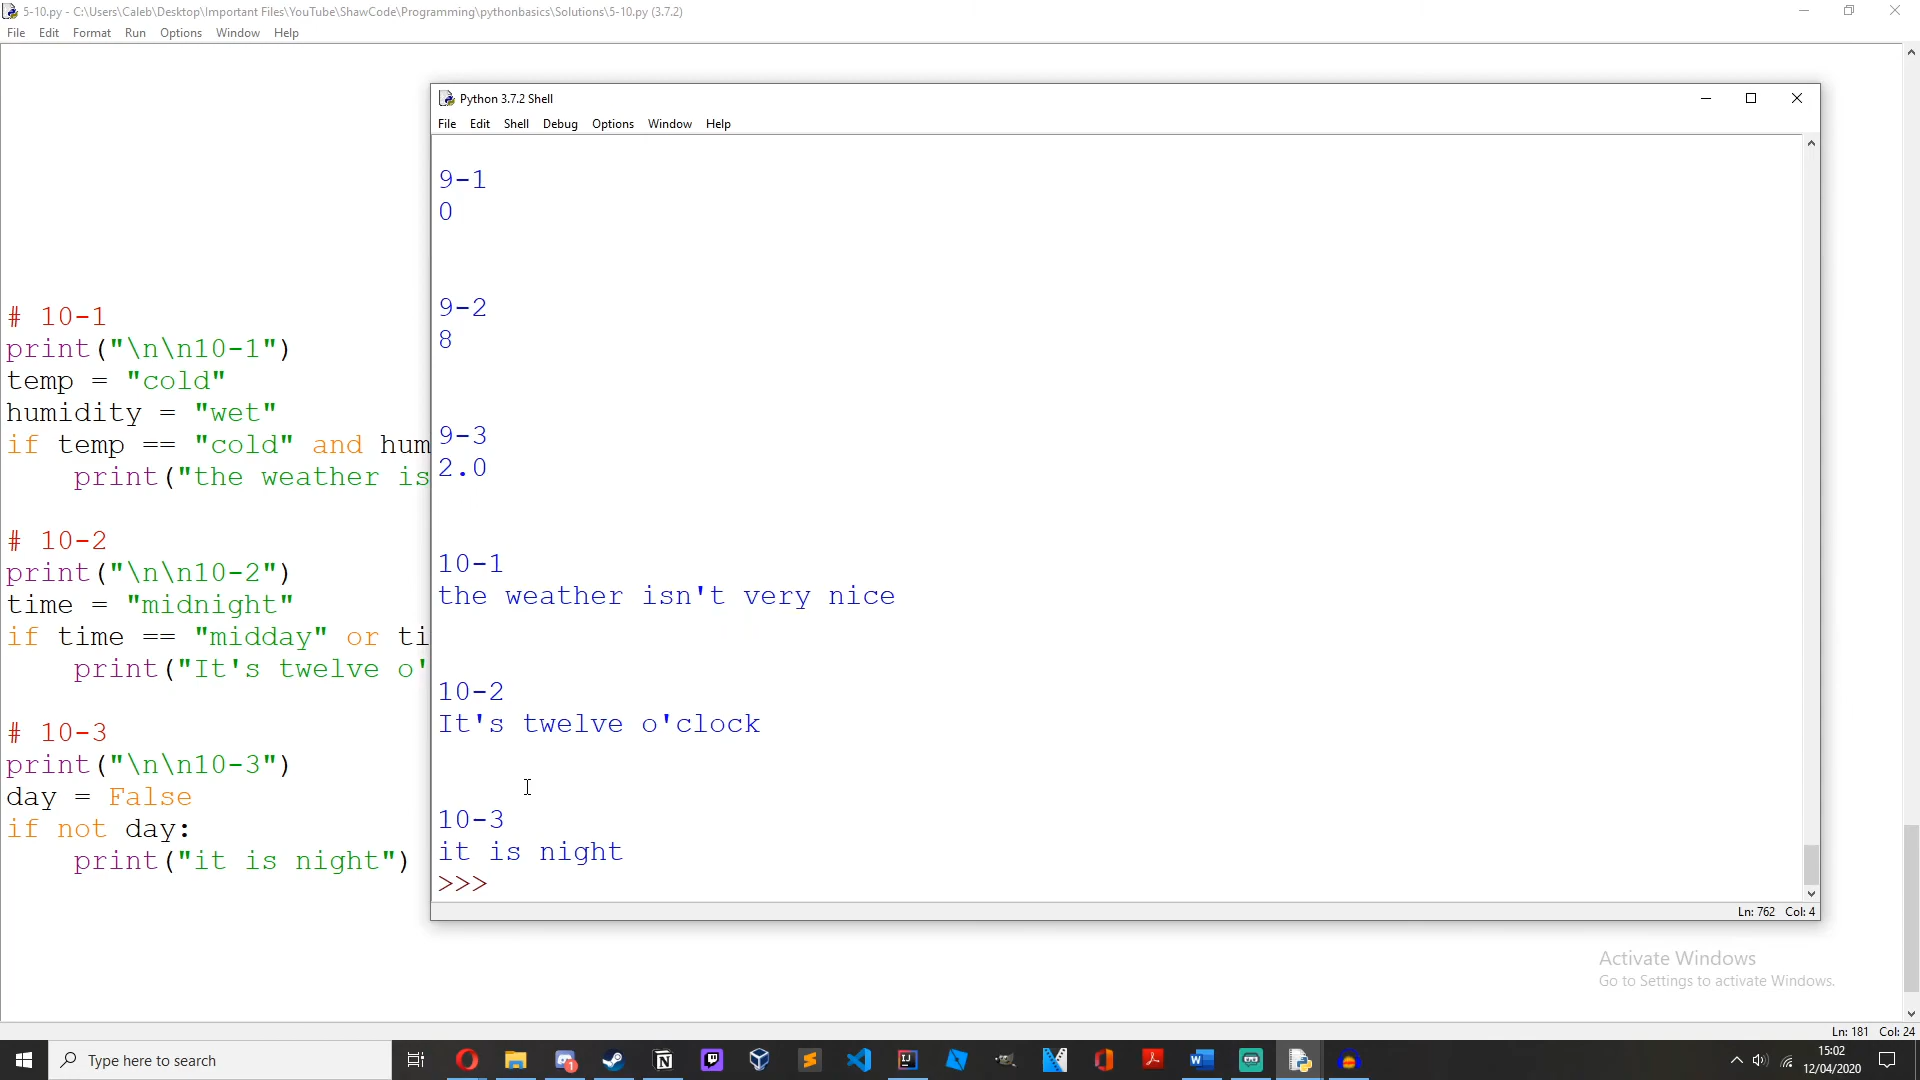 5-10.py - C:\Users\Caleb\Desktop\Important Files\YouTube\ShawCode\Programming\pythonbasics\Solutions\5-10.py (3.7.2)
File Edit Format Run Options Window Help
# 10-1
print("\n\n10-1")
temp = "cold"
humidity = "wet"
if temp == "cold" and hum
print("the weather is
# 10-2
print("\n\n10-2")
time = "midnight"
if time == "midday" or ti
print("It's twelve o'
# 10-3
print("\n\n10-3")
day = False
if not day:
print("it is night")
Python 3.7.2 Shell
File Edit Shell Debug Options Window Help
9-1
0
9-2
8
9-3
2.0
10-1
the weather isn't very nice
10-2
It's twelve o'clock
10-3
it is night
>>>
Ln: 762 Col: 4
Activate Windows
Go to Settings to activate Windows.
Ln: 181 Col: 24
Type here to search
15:02
12/04/2020